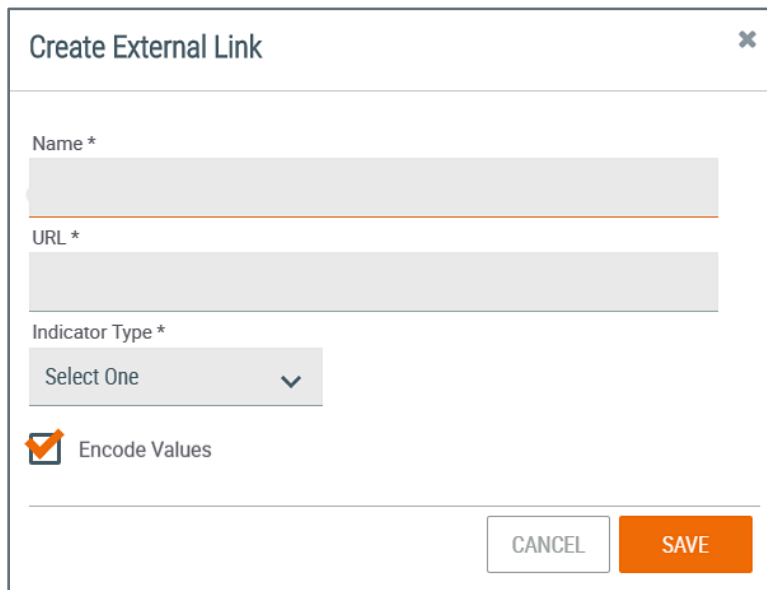 Create External Link
Name *
URL *
Indicator Type *
Select One
Encode Values
CANCEL
SAVE